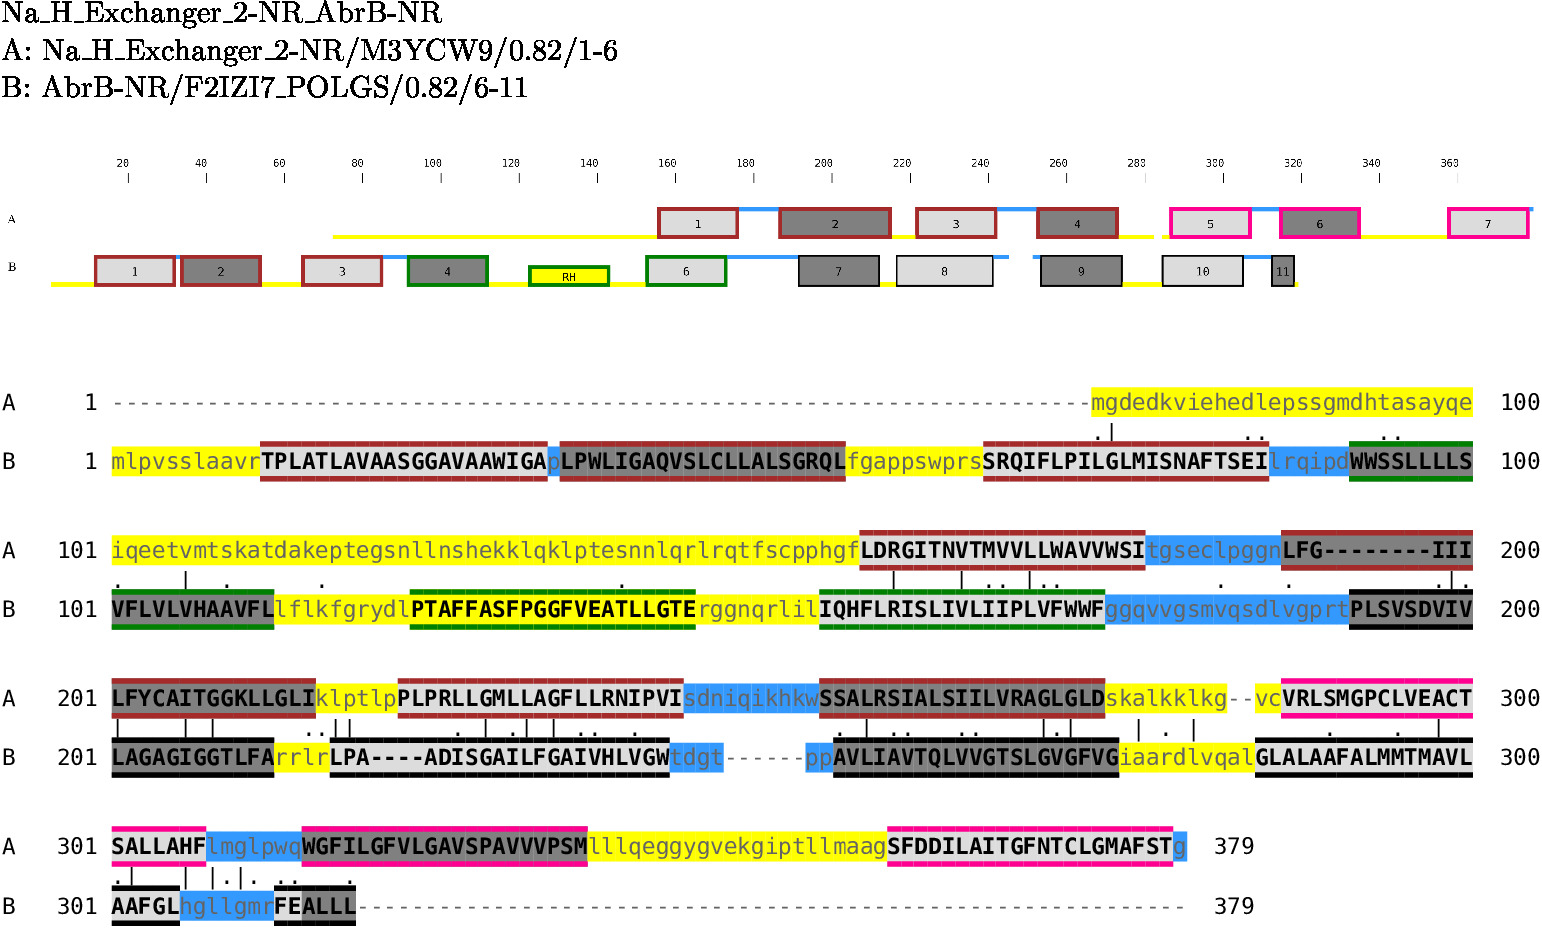 Na_H_Exchanger_2-NR_AbrB-NR
A: Na_H_Exchanger_2-NR/M3YCW9/0.82/1-6
B: AbrB-NR/F2IZI7_POLGS/0.82/6-11
20 40 60 80 100 120 140 160 180 200 220 240 260 280 300 320 340 360
A 1 2 3 4 5 6 7
B 1 2 3 4 RH 6 7 8 9 10 11
A 1 ------------------------------------------------------------------------mgdedkviehedlepssgmdhtasayqe 100
B 1 mlpvsslaavrTPLATLAVAASGGAVAAWIGApLPWLIGAQVSLCLLALSGRQLfgappswprsSRQIFLPILGLMISNAFTSEIlrqipdWWSSLLLLS 100
A 101 iqeetvmtskatdakeptegsnllnshekklqklptesnnlqrlrqtfscpphgfLDRGITNVTMVVLLWAVVWSItgseclpggnLFG--------III 200
B 101 VFLVLVHAAVFLlflkfgrydlPTAFFASFPGGFVEATLLGTErggnqrlilIQHFLRISLIVLIIPLVFWWFggqvvgsmvqsdlvgprtPLSVSDVIV 200
A 201 LFYCAITGGKLLGLIklptlpPLPRLLGMLLAGFLLRNIPVIsdniqikhkwSSALRSIALSIILVRAGLGLDskalkklkg--vcVRLSMGPCLVEACT 300
B 201 LAGAGIGGTLFArrlrLPA----ADISGAILFGAIVHLVGWtdgt------ppAVLIAVTQLVVGTSLGVGFVGiaardlvqalGLALAAFALMMTMAVL 300
A 301 SALLAHFlmglpwqWGFILGFVLGAVSPAVVVPSMlllqeggygvekgiptllmaagSFDDILAITGFNTCLGMAFSTg 379
B 301 AAFGLhgllgmrFEALLL------------------------------------------------------------- 379